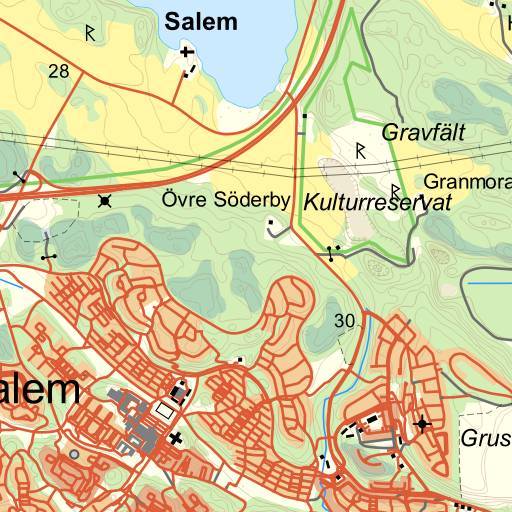 Salem
28
Gravfält
Granmora
Övre Söderby
Kulturreservat
30
alem
Grus